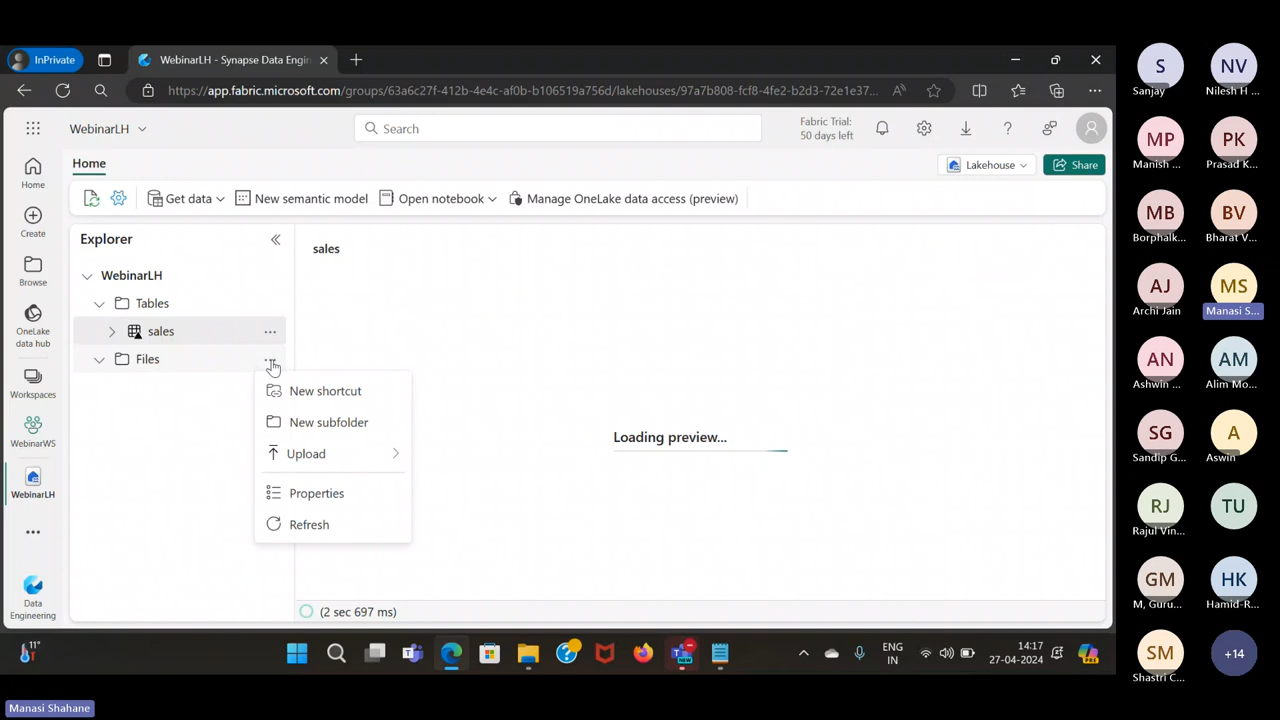 InPrivate
WebinarLH - Synapse Data Engin
https://app.fabric.microsoft.com/groups/63a6c27f-412b-4e4c-af0b-b106519a756d/lakehouses/97a7b808-fcf8-4fe2-b2d3-72e1e37...
WebinarLH
Search
Fabric Trial:
50 days left
Home
Lakehouse
Share
Get data
New semantic model
Open notebook
Manage OneLake data access (preview)
Home
Create
Browse
OneLake
data hub
Workspaces
WebinarWS
WebinarLH
Data
Engineering
Explorer
WebinarLH
Tables
sales
Files
New shortcut
New subfolder
Upload
Properties
Refresh
sales
Loading preview...
(2 sec 697 ms)
11°
NEW
ENG
IN
14:17
27-04-2024
PRE
Manasi Shahane
S
Sanjay
NV
Nilesh H ...
MP
Manish ...
PK
Prasad K...
MB
Borphalk...
BV
Bharat V...
AJ
Archi Jain
MS
Manasi S...
AN
Ashwin ...
AM
Alim Mo...
SG
Sandip G...
A
Aswin
RJ
Rajul Vin...
TU
GM
M, Guru...
HK
Hamid-R...
SM
Shastri C...
+14